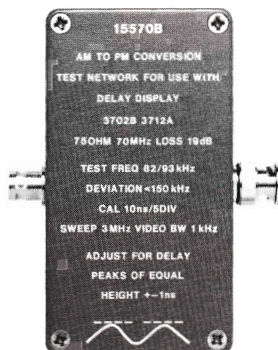 15570B
AM TO PM CONVERSION
TEST NETWORK FOR USE WITH
DELAY DISPLAY
3702B 3712A
75OHM 70MHz LOSS 19dB
TEST FREQ 82/93kHz
DEVIATION<150kHz
CAL 10ns/5DIV
SWEEP 3MHz VIDEO BW 1kHz
ADJUST FOR DELAY
PEAKS OF EQUAL
HEIGHT +−1ns